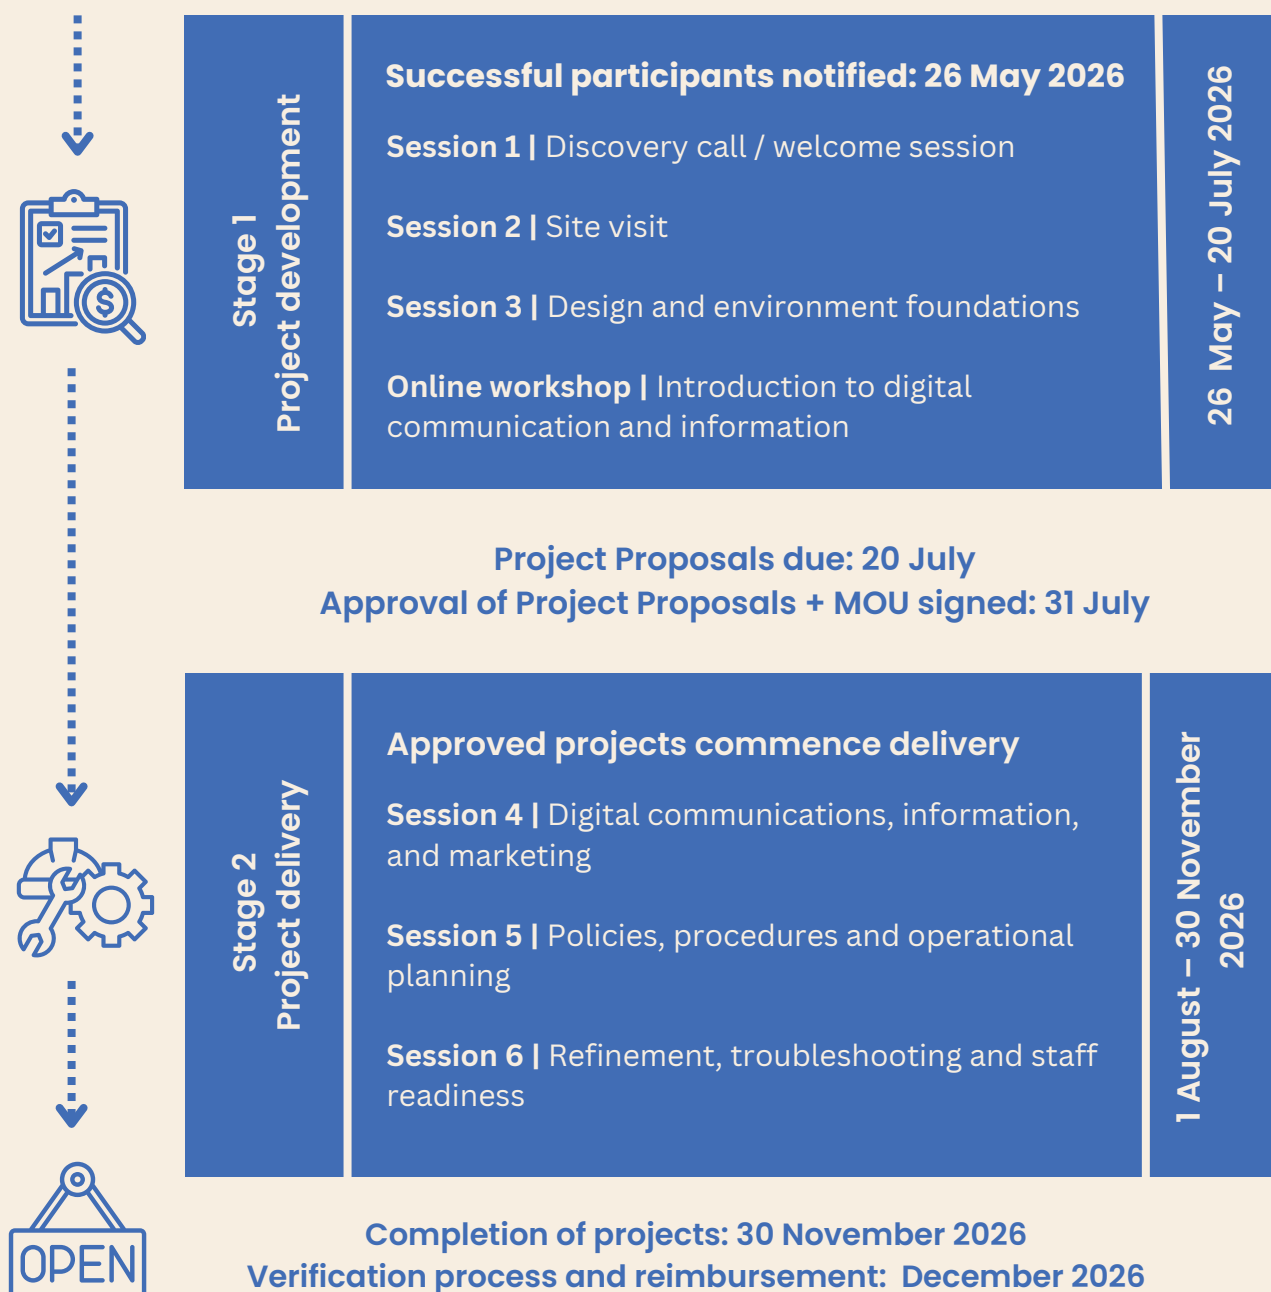 Stage 1
Project development
Successful participants notified: 26 May 2026
Session 1 | Discovery call / welcome session
Session 2 | Site visit
Session 3 | Design and environment foundations
Online workshop | Introduction to digital
communication and information
26 May – 20 July 2026
Project Proposals due: 20 July
Approval of Project Proposals + MOU signed: 31 July
Stage 2
Project delivery
Approved projects commence delivery
Session 4 | Digital communications, information,
and marketing
Session 5 | Policies, procedures and operational
planning
Session 6 | Refinement, troubleshooting and staff
readiness
1 August – 30 November
2026
OPEN
Completion of projects: 30 November 2026
Verification process and reimbursement: December 2026